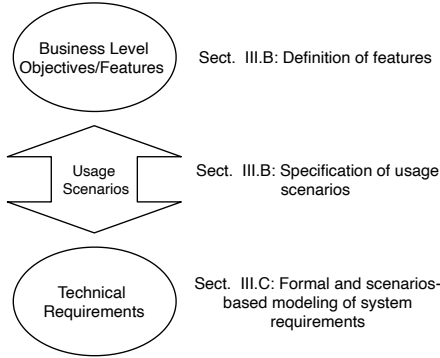 Business Level
Objectives/Features
Sect. III.B: Definition of features
Usage
Scenarios
Sect. III.B: Specification of usage
scenarios
Technical
Requirements
Sect. III.C: Formal and scenarios-
based modeling of system
requirements